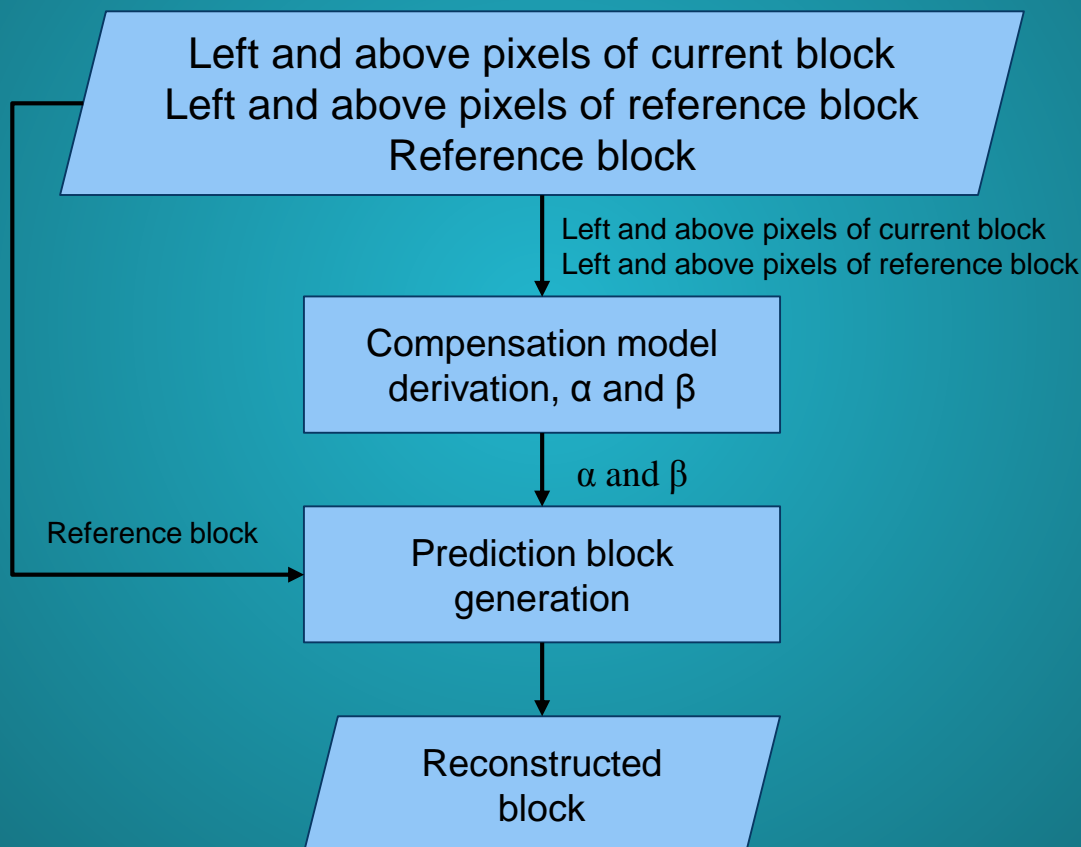 Left and above pixels of current block
Left and above pixels of reference block
Reference block
Left and above pixels of current block
Left and above pixels of reference block
Compensation model
derivation, α and β
α and β
Reference block
Prediction block
generation
Reconstructed
block